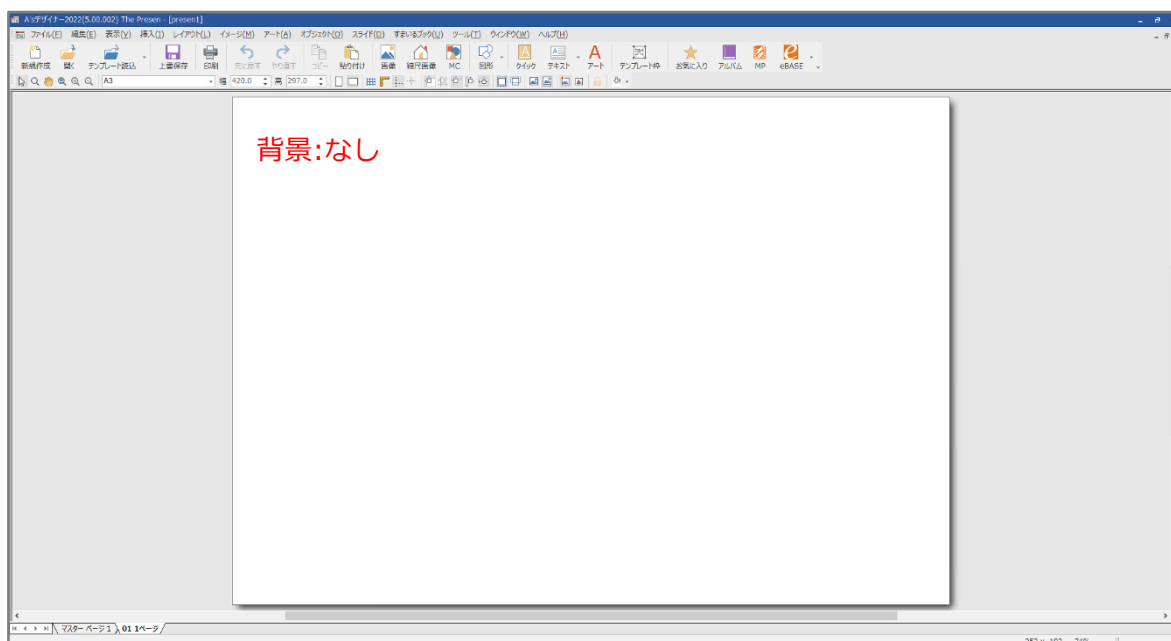 A'sデザイナー2022[5.00.002] The Presen - [present1]
ファイル(F) 編集(E) 表示(V) 挿入(I) レイアウト(L) イメージ(M) アート(A) オブジェクト(O) スライド(D) すまいるブック(U) ツール(T) ウインドウ(W) ヘルプ(H)
新規作成 開く テンプレート読込 上書保存 印刷 元に戻す やり直す コピー 貼り付け 画像 縮尺画像 MC 図形 クイック テキスト アート テンプレート枠 お気に入り アルバム MP eBASE
A3 幅 420.0 高 297.0
背景:なし
マスター ページ 1 01 1ページ